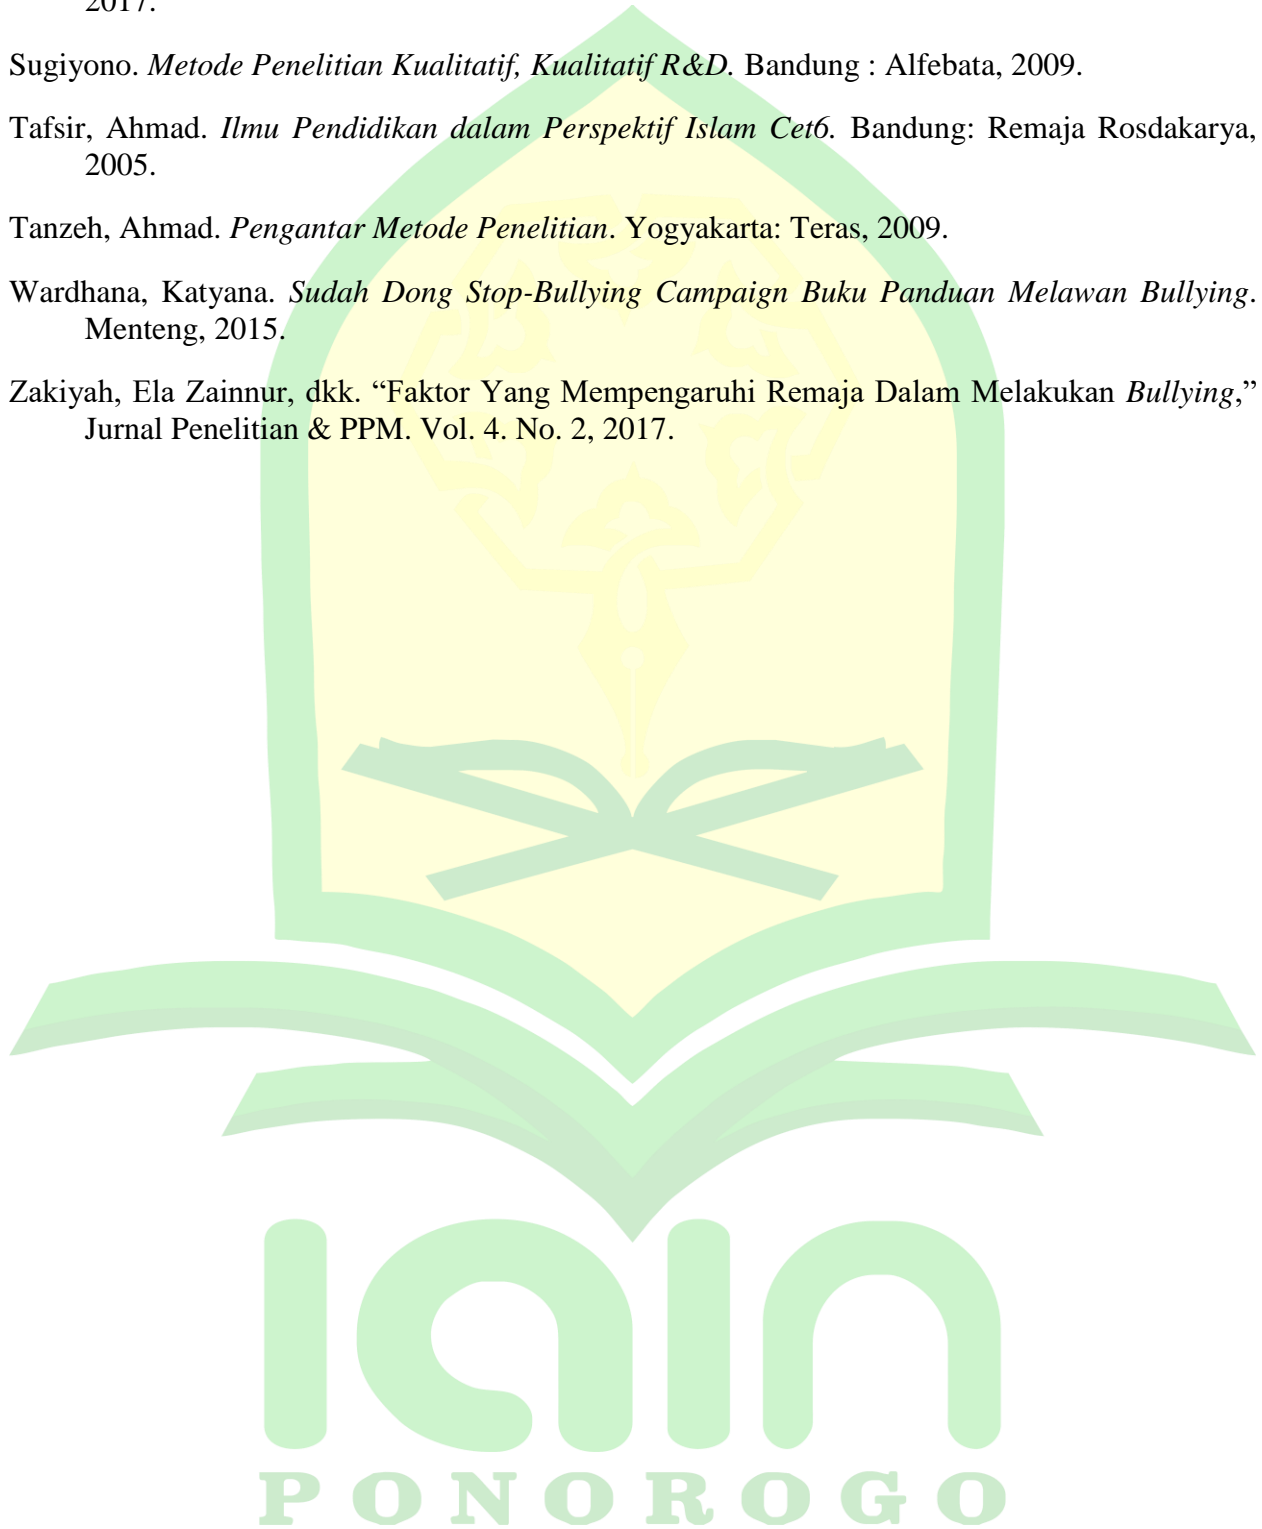 2017.
Sugiyono. Metode Penelitian Kualitatif, Kualitatif R&D. Bandung : Alfebata, 2009.
Tafsir, Ahmad. Ilmu Pendidikan dalam Perspektif Islam Cet6. Bandung: Remaja Rosdakarya,
2005.
Tanzeh, Ahmad. Pengantar Metode Penelitian. Yogyakarta: Teras, 2009.
Wardhana, Katyana. Sudah Dong Stop-Bullying Campaign Buku Panduan Melawan Bullying.
Menteng, 2015.
Zakiyah, Ela Zainnur, dkk. “Faktor Yang Mempengaruhi Remaja Dalam Melakukan Bullying,”
Jurnal Penelitian & PPM. Vol. 4. No. 2, 2017.
iain
PONOROGO